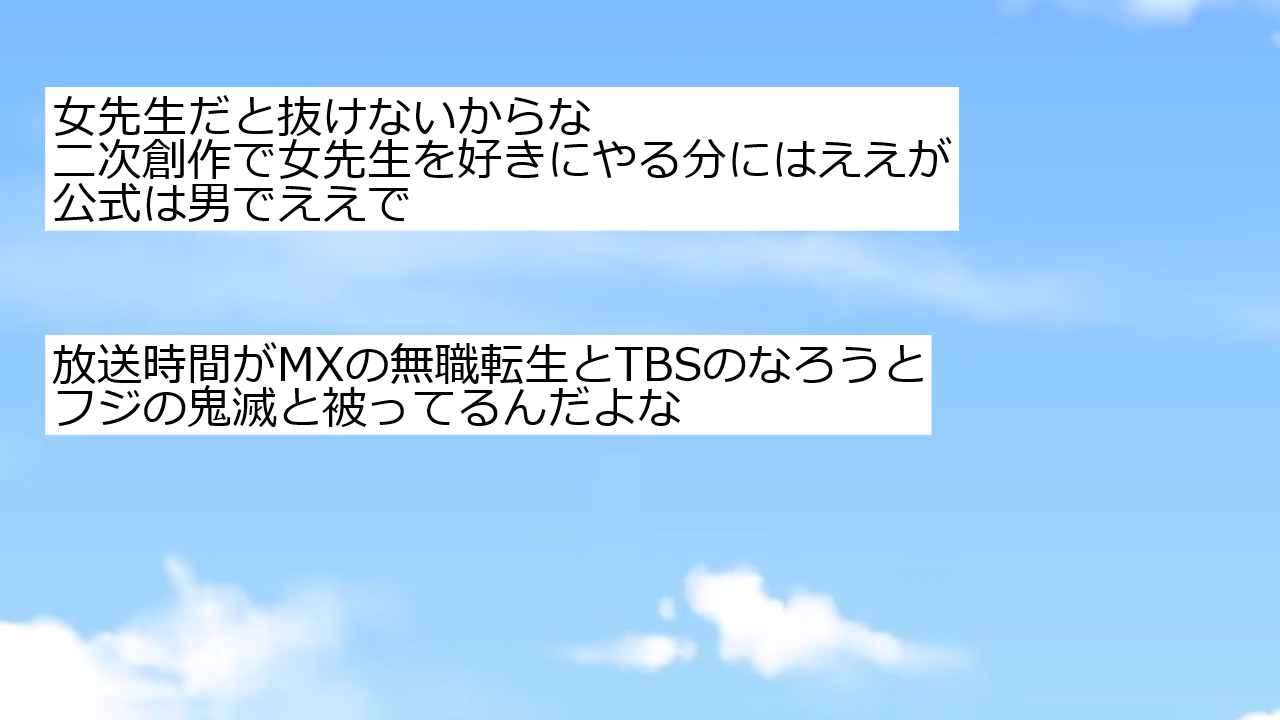 女先生だと抜けないからな
二次創作で女先生を好きにやる分にはええが
公式は男でええで
放送時間がMXの無職転生とTBSのなろうと
フジの鬼滅と被ってるんだよな